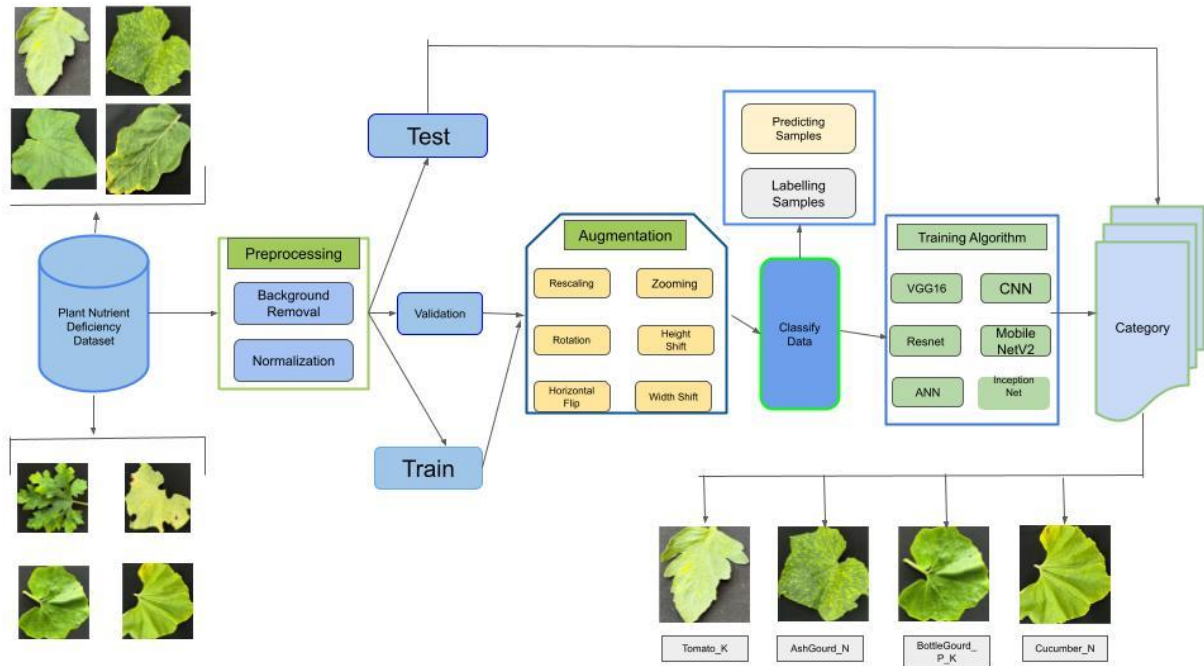 Test
Predicting
Samples
Labelling
Samples
Plant Nutrient
Deficiency
Dataset
Preprocessing
Background
Removal
Normalization
Validation
Train
Augmentation
Rescaling
Zooming
Rotation
Height
Shift
Horizontal
Flip
Width Shift
Classify
Data
Training Algorithm
VGG16
CNN
Resnet
Mobile
NetV2
ANN
Inception
Net
Category
Tomato_K
AshGourd_N
BottleGourd_
P_K
Cucumber_N